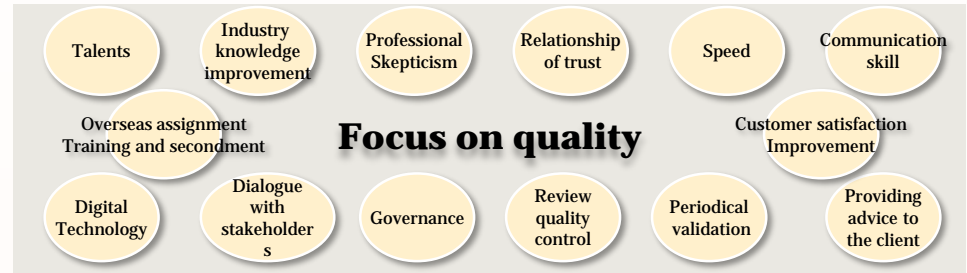 Talents
Industry
knowledge
improvement
Professional
Skepticism
Relationship
of trust
Speed
Communication
skill
Overseas assignment
Training and secondment
Focus on quality
Customer satisfaction
Improvement
Digital
Technology
Dialogue
with
stakeholder
s
Governance
Review
quality
control
Periodical
validation
Providing
advice to
the client